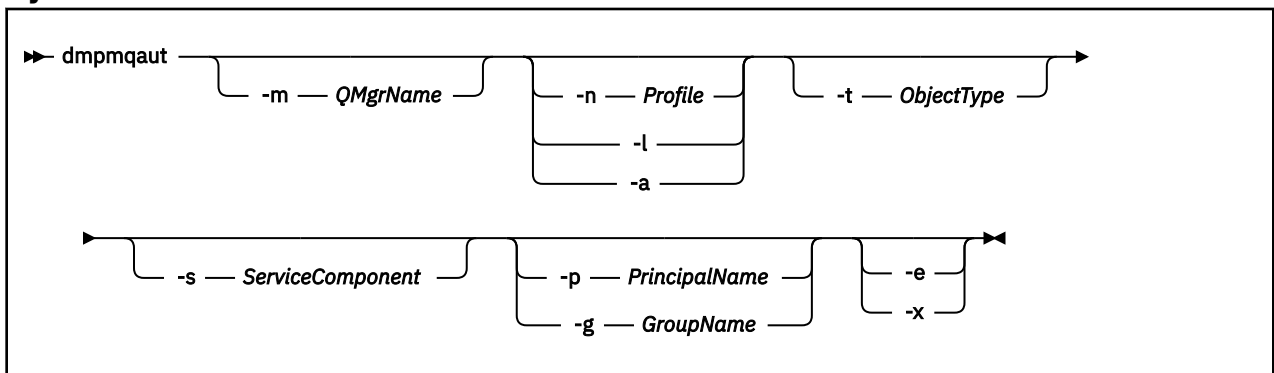 dmpmqaut
-m QMgrName -n Profile -t ObjectType
-l
-a
-s ServiceComponent -p PrincipalName -e
-g GroupName -x